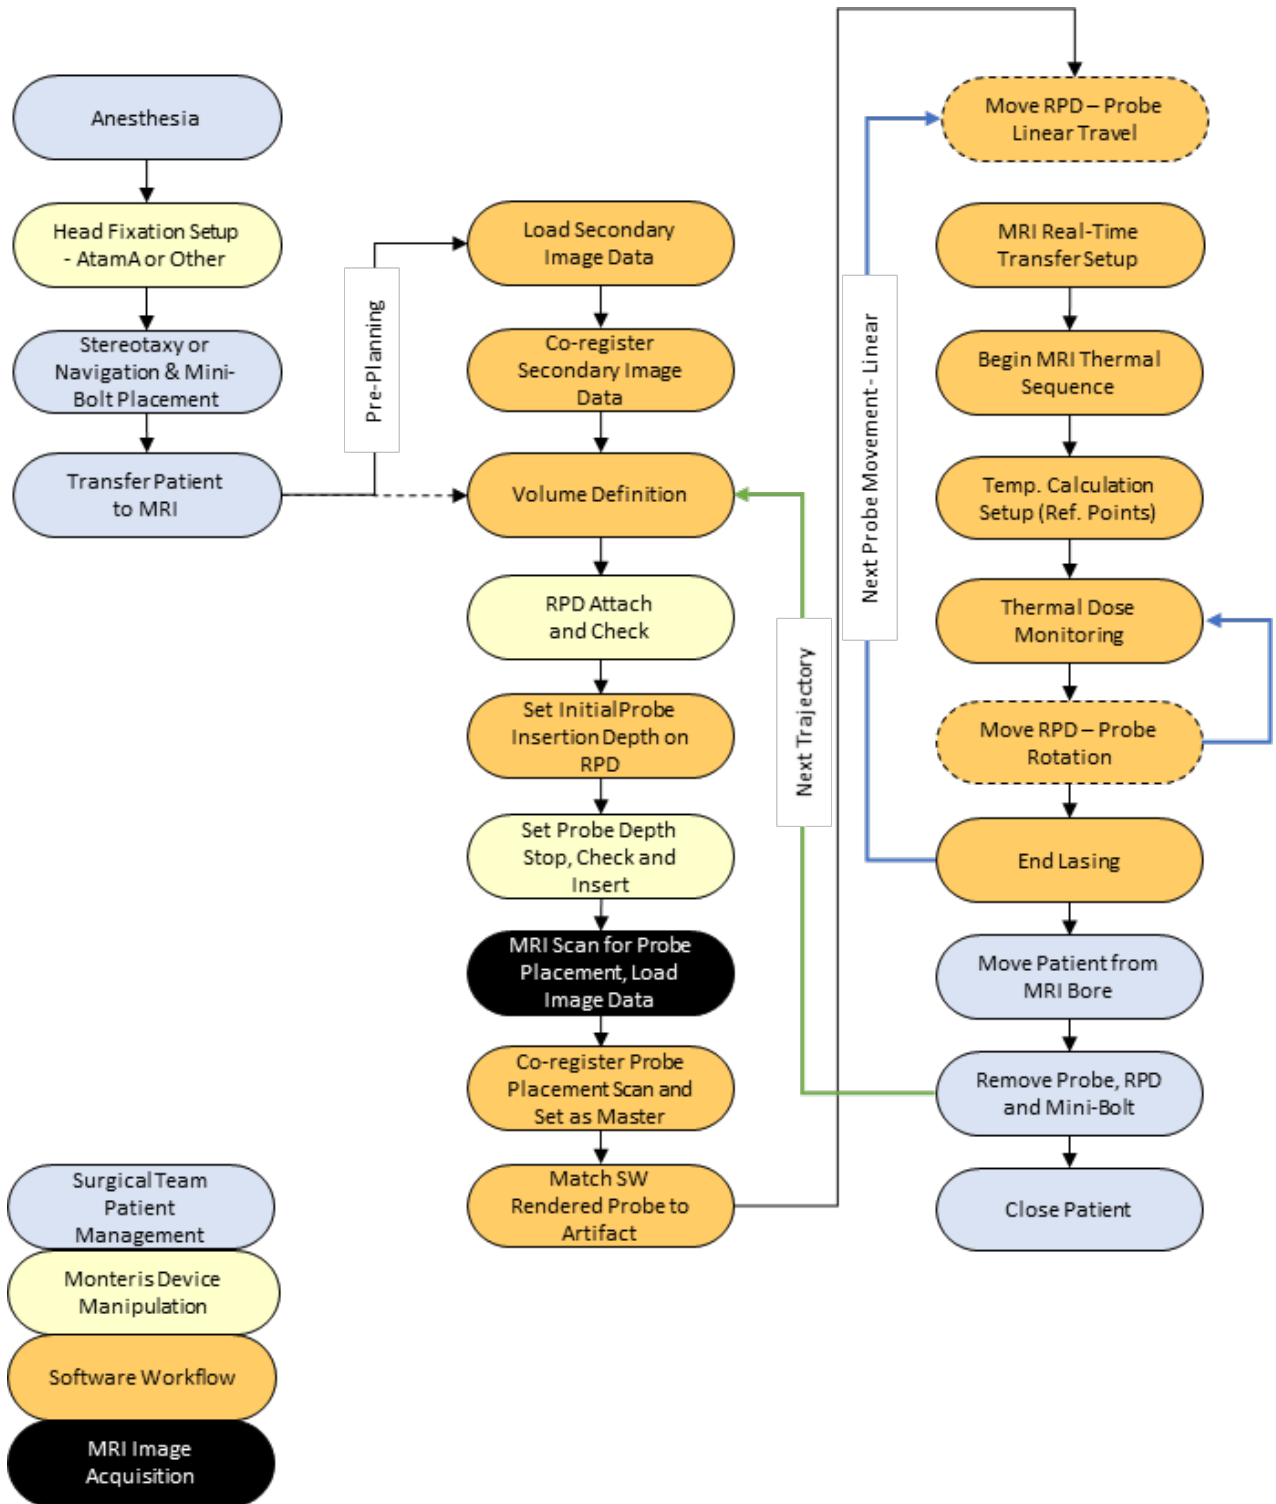 Anesthesia
Head Fixation Setup
- AtamA or Other
Stereotaxy or
Navigation & Mini-
Bolt Placement
Transfer Patient
to MRI
Pre-Planning
Load Secondary
Image Data
Co-register
Secondary Image
Data
Volume Definition
RPD Attach
and Check
Set Initial Probe
Insertion Depth on
RPD
Set Probe Depth
Stop, Check and
Insert
MRI Scan for Probe
Placement, Load
Image Data
Co-register Probe
Placement Scan and
Set as Master
Match SW
Rendered Probe to
Artifact
Next Trajectory
Next Probe Movement - Linear
Move RPD – Probe
Linear Travel
MRI Real-Time
Transfer Setup
Begin MRI Thermal
Sequence
Temp. Calculation
Setup (Ref. Points)
Thermal Dose
Monitoring
Move RPD – Probe
Rotation
End Lasing
Move Patient from
MRI Bore
Remove Probe, RPD
and Mini-Bolt
Close Patient
Surgical Team
Patient
Management
Monteris Device
Manipulation
Software Workflow
MRI Image
Acquisition